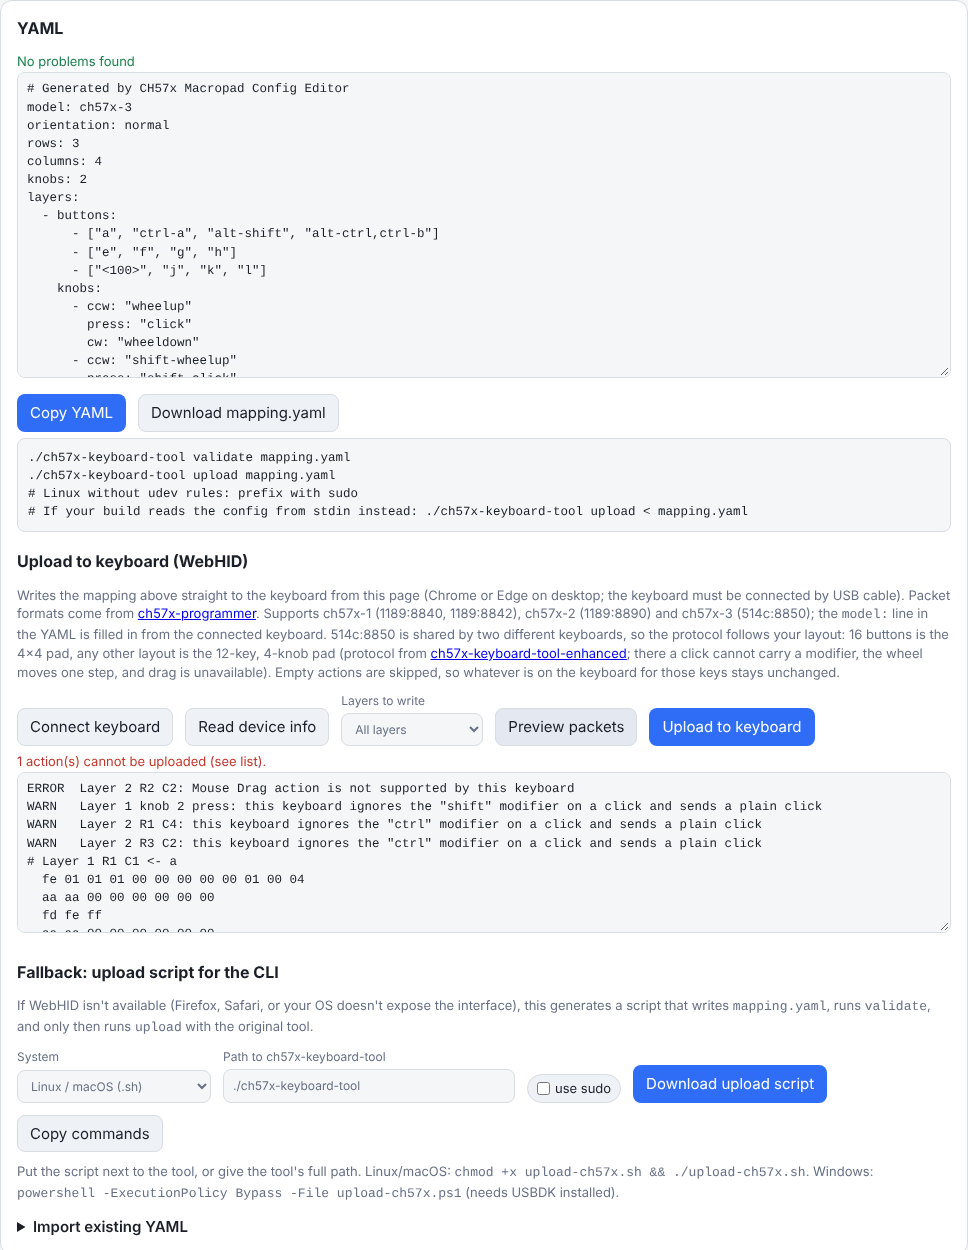 YAML
No problems found
# Generated by CH57x Macropad Config Editor
model: ch57x-3
orientation: normal
rows: 3
columns: 4
knobs: 2
layers:
  - buttons:
      - ["a", "ctrl-a", "alt-shift", "alt-ctrl,ctrl-b"]
      - ["e", "f", "g", "h"]
      - ["<100>", "j", "k", "l"]
    knobs:
      - ccw: "wheelup"
        press: "click"
        cw: "wheeldown"
      - ccw: "shift-wheelup"
        press: "shift-click"
Copy YAML Download mapping.yaml
./ch57x-keyboard-tool validate mapping.yaml
./ch57x-keyboard-tool upload mapping.yaml
# Linux without udev rules: prefix with sudo
# If your build reads the config from stdin instead: ./ch57x-keyboard-tool upload < mapping.yaml
Upload to keyboard (WebHID)
Writes the mapping above straight to the keyboard from this page (Chrome or Edge on desktop; the keyboard must be connected by USB cable). Packet
formats come from ch57x-programmer. Supports ch57x-1 (1189:8840, 1189:8842), ch57x-2 (1189:8890) and ch57x-3 (514c:8850); the model: line in
the YAML is filled in from the connected keyboard. 514c:8850 is shared by two different keyboards, so the protocol follows your layout: 16 buttons is the
4×4 pad, any other layout is the 12-key, 4-knob pad (protocol from ch57x-keyboard-tool-enhanced; there a click cannot carry a modifier, the wheel
moves one step, and drag is unavailable). Empty actions are skipped, so whatever is on the keyboard for those keys stays unchanged.
Layers to write
Connect keyboard Read device info All layers Preview packets Upload to keyboard
1 action(s) cannot be uploaded (see list).
ERROR  Layer 2 R2 C2: Mouse Drag action is not supported by this keyboard
WARN   Layer 1 knob 2 press: this keyboard ignores the "shift" modifier on a click and sends a plain click
WARN   Layer 2 R1 C4: this keyboard ignores the "ctrl" modifier on a click and sends a plain click
WARN   Layer 2 R3 C2: this keyboard ignores the "ctrl" modifier on a click and sends a plain click
# Layer 1 R1 C1 <- a
  fe 01 01 01 00 00 00 00 00 01 00 04
  aa aa 00 00 00 00 00 00
  fd fe ff
  aa aa 00 00 00 00 00 00
Fallback: upload script for the CLI
If WebHID isn't available (Firefox, Safari, or your OS doesn't expose the interface), this generates a script that writes mapping.yaml, runs validate,
and only then runs upload with the original tool.
System Path to ch57x-keyboard-tool
Linux / macOS (.sh) ./ch57x-keyboard-tool use sudo Download upload script
Copy commands
Put the script next to the tool, or give the tool's full path. Linux/macOS: chmod +x upload-ch57x.sh && ./upload-ch57x.sh. Windows:
powershell -ExecutionPolicy Bypass -File upload-ch57x.ps1 (needs USBDK installed).
Import existing YAML